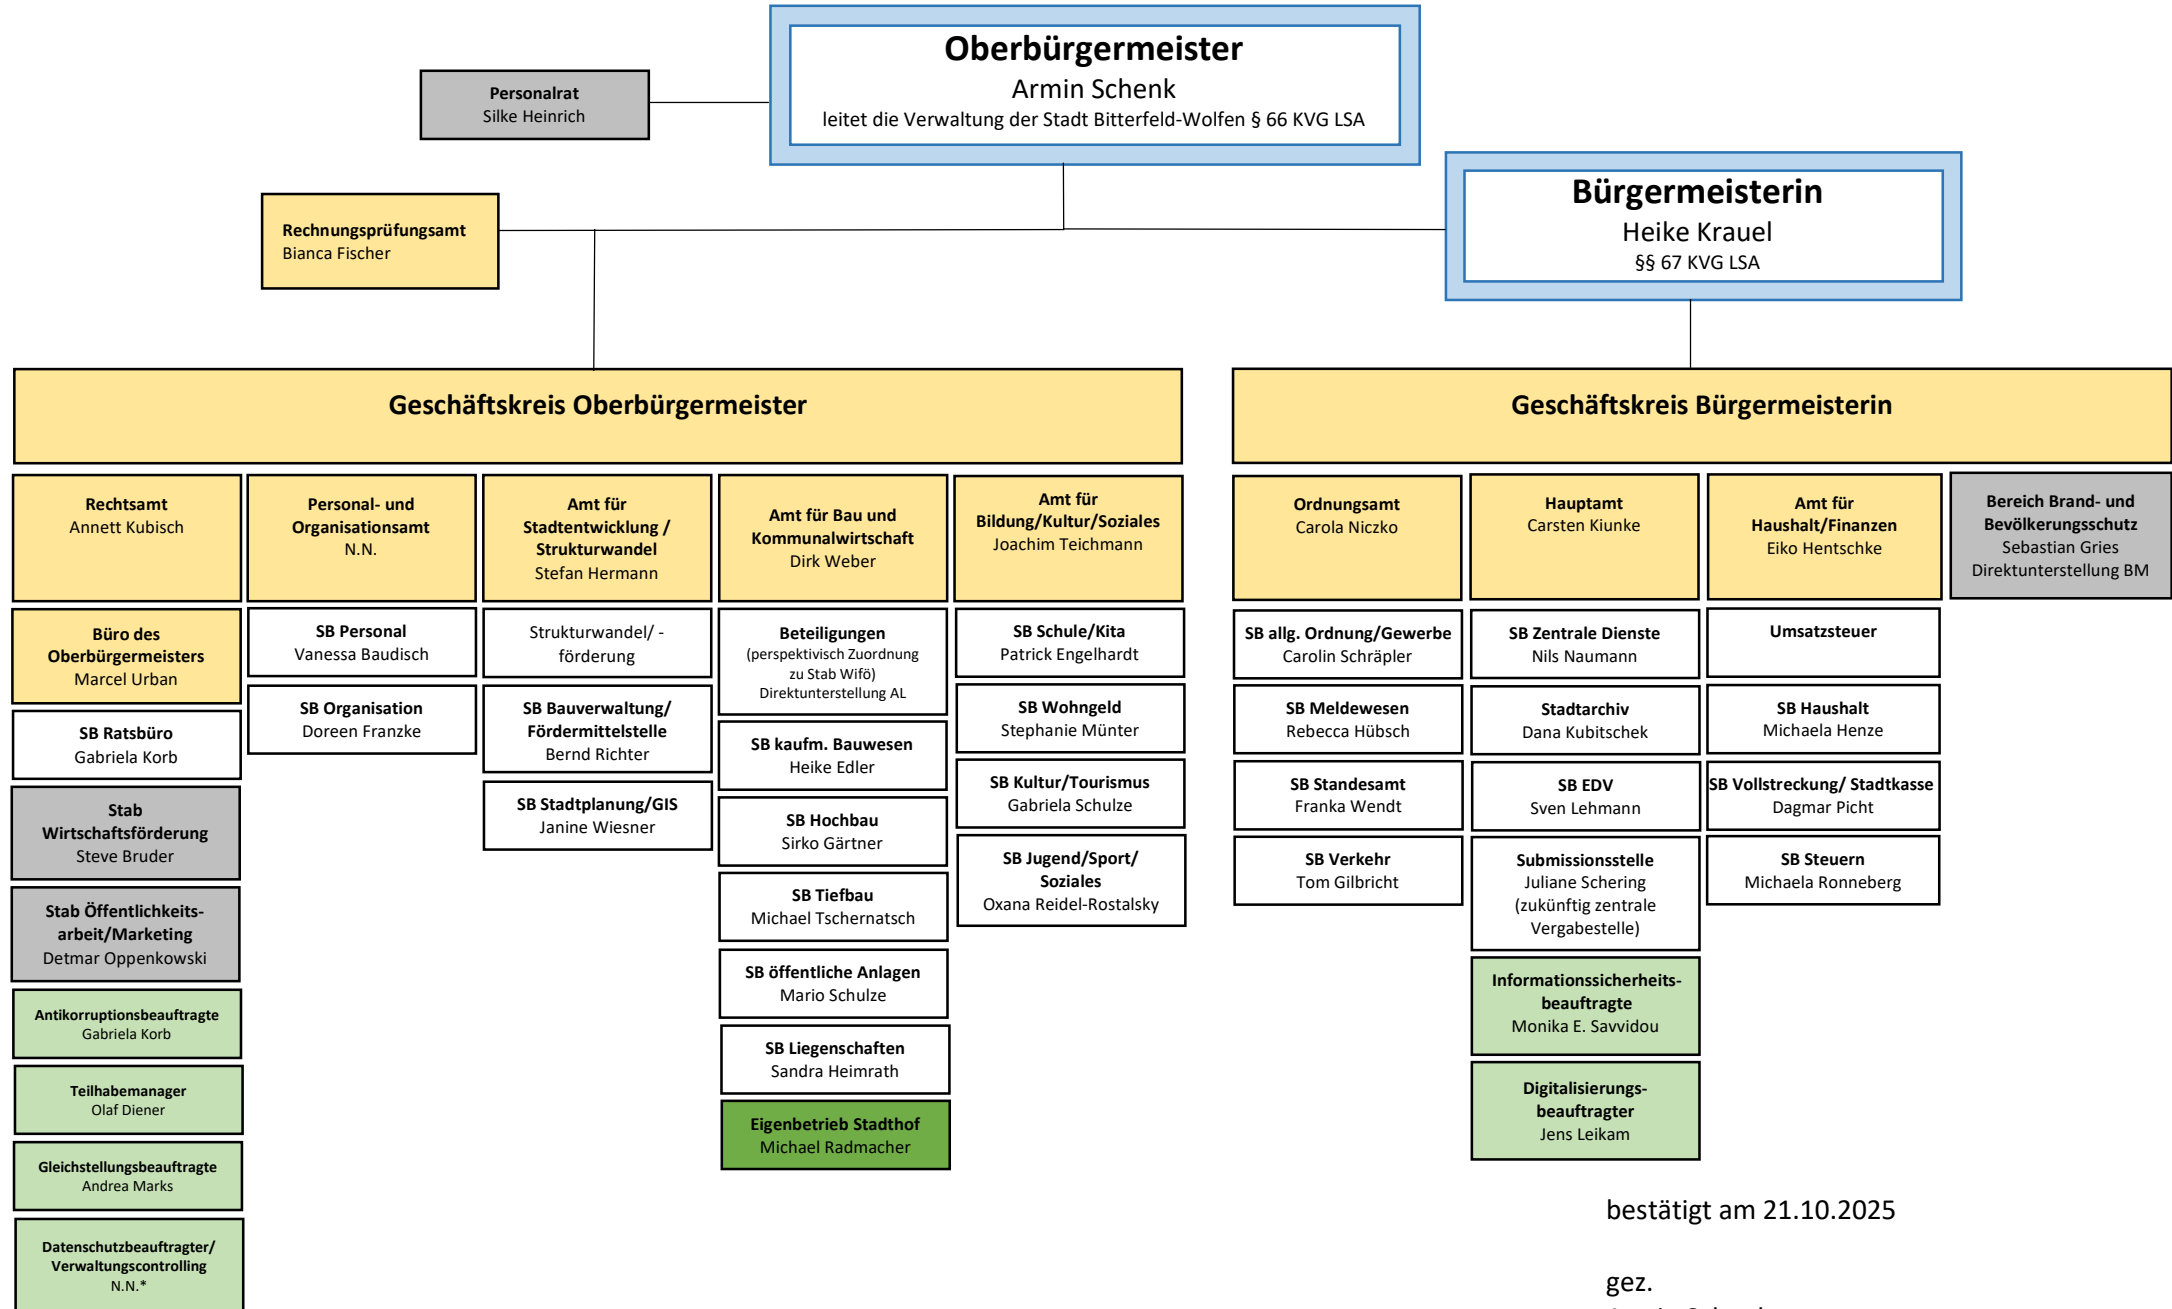 Oberbürgermeister
Armin Schenk
leitet die Verwaltung der Stadt Bitterfeld-Wolfen § 66 KVG LSA
Personalrat
Silke Heinrich
Bürgermeisterin
Heike Krauel
§§ 67 KVG LSA
Rechnungsprüfungsamt
Bianca Fischer
Geschäftskreis Oberbürgermeister
Rechtsamt
Annett Kubisch
Büro des
Oberbürgermeisters
Marcel Urban
SB Ratsbüro
Gabriela Korb
Stab
Wirtschaftsförderung
Steve Bruder
Stab Öffentlichkeits-
arbeit/Marketing
Detmar Oppenkowski
Antikorruptionsbeauftragte
Gabriela Korb
Teilhabemanager
Olaf Diener
Gleichstellungsbeauftragte
Andrea Marks
Datenschutzbeauftragter/
Verwaltungscontrolling
N.N.*
Personal- und
Organisationsamt
N.N.
SB Personal
Vanessa Baudisch
SB Organisation
Doreen Franzke
Amt für
Stadtentwicklung /
Strukturwandel
Stefan Hermann
Strukturwandel/ -
förderung
SB Bauverwaltung/
Fördermittelstelle
Bernd Richter
SB Stadtplanung/GIS
Janine Wiesner
Amt für Bau und
Kommunalwirtschaft
Dirk Weber
Beteiligungen
(perspektivisch Zuordnung
zu Stab Wifö)
Direktunterstellung AL
SB kaufm. Bauwesen
Heike Edler
SB Hochbau
Sirko Gärtner
SB Tiefbau
Michael Tschernatsch
SB öffentliche Anlagen
Mario Schulze
SB Liegenschaften
Sandra Heimrath
Eigenbetrieb Stadthof
Michael Radmacher
Amt für
Bildung/Kultur/Soziales
Joachim Teichmann
SB Schule/Kita
Patrick Engelhardt
SB Wohngeld
Stephanie Münter
SB Kultur/Tourismus
Gabriela Schulze
SB Jugend/Sport/
Soziales
Oxana Reidel-Rostalsky
Geschäftskreis Bürgermeisterin
Ordnungsamt
Carola Niczko
SB allg. Ordnung/Gewerbe
Carolin Schräpler
SB Meldewesen
Rebecca Hübsch
SB Standesamt
Franka Wendt
SB Verkehr
Tom Gilbricht
Hauptamt
Carsten Kiunke
SB Zentrale Dienste
Nils Naumann
Stadtarchiv
Dana Kubitschek
SB EDV
Sven Lehmann
Submissionsstelle
Juliane Schering
(zukünftig zentrale
Vergabestelle)
Informationssicherheits-
beauftragte
Monika E. Savvidou
Digitalisierungs-
beauftragter
Jens Leikam
Amt für
Haushalt/Finanzen
Eiko Hentschke
Umsatzsteuer
SB Haushalt
Michaela Henze
SB Vollstreckung/ Stadtkasse
Dagmar Picht
SB Steuern
Michaela Ronneberg
Bereich Brand- und
Bevölkerungsschutz
Sebastian Gries
Direktunterstellung BM
bestätigt am 21.10.2025
gez.